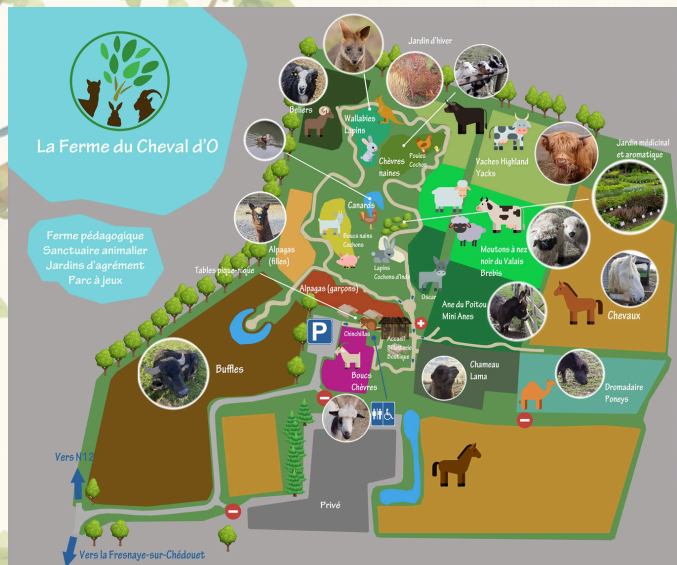 La Ferme du Cheval d'O
Ferme pédagogique
Sanctuaire animalier
Jardins d'agrément
Parc à jeux
Jardin d'hiver
Béliers
Wallabies
Lapins
Chèvres
naines
Poules
Cochon
Vaches Highland
Yacks
Jardin médicinal
et aromatique
Canards
Alpagas
(filles)
Boucs nains
Cochons
Lapins
Cochons d'Inde
Moutons à nez
noir du Valais
Brebis
Tables pique-nique
Alpagas (garçons)
Oscar
Ane du Poitou
Mini Anes
Chevaux
P
Chinchillas
Accueil
Boutique
Buffles
Boucs
Chèvres
Chameau
Lama
Dromadaire
Poneys
Vers N12
Privé
Vers la Fresnaye-sur-Chédouet